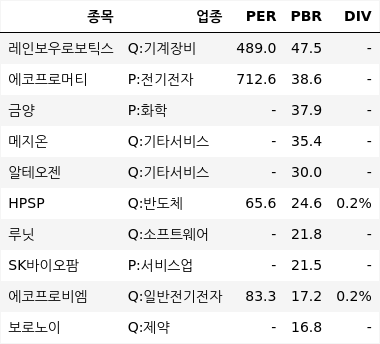 종목 업종 PER PBR DIV
레인보우로보틱스 Q:기계장비 489.0 47.5 -
에코프로머티 P:전기전자 712.6 38.6 -
금양 P:화학 - 37.9 -
메지온 Q:기타서비스 - 35.4 -
알테오젠 Q:기타서비스 - 30.0 -
HPSP Q:반도체 65.6 24.6 0.2%
루닛 Q:소프트웨어 - 21.8 -
SK바이오팜 P:서비스업 - 21.5 -
에코프로비엠 Q:일반전기전자 83.3 17.2 0.2%
보로노이 Q:제약 - 16.8 -